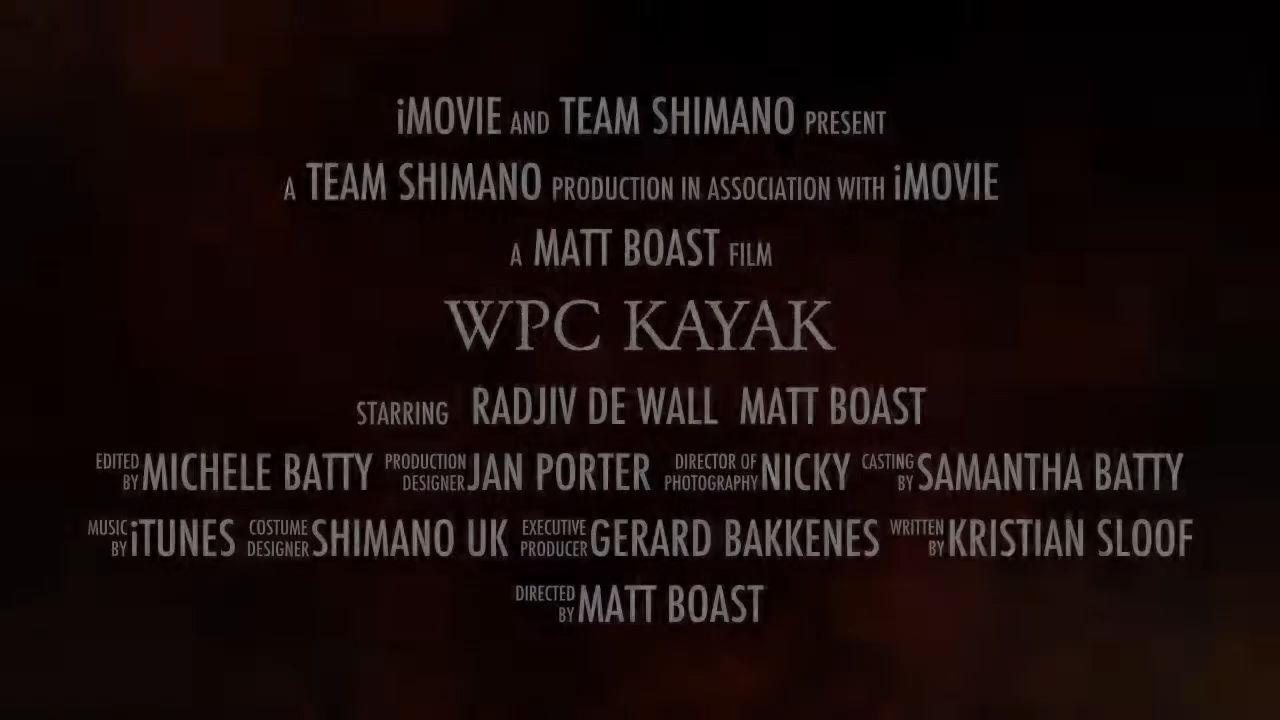 iMOVIE AND TEAM SHIMANO PRESENT
A TEAM SHIMANO PRODUCTION IN ASSOCIATION WITH iMOVIE
A MATT BOAST FILM
WPC KAYAK
STARRING RADJIV DE WALL MATT BOAST
EDITED BY MICHELE BATTY PRODUCTION DESIGNER JAN PORTER DIRECTOR OF PHOTOGRAPHY NICKY CASTING BY SAMANTHA BATTY
MUSIC BY iTUNES COSTUME DESIGNER SHIMANO UK EXECUTIVE PRODUCER GERARD BAKKENES WRITTEN BY KRISTIAN SLOOF
DIRECTED BY MATT BOAST